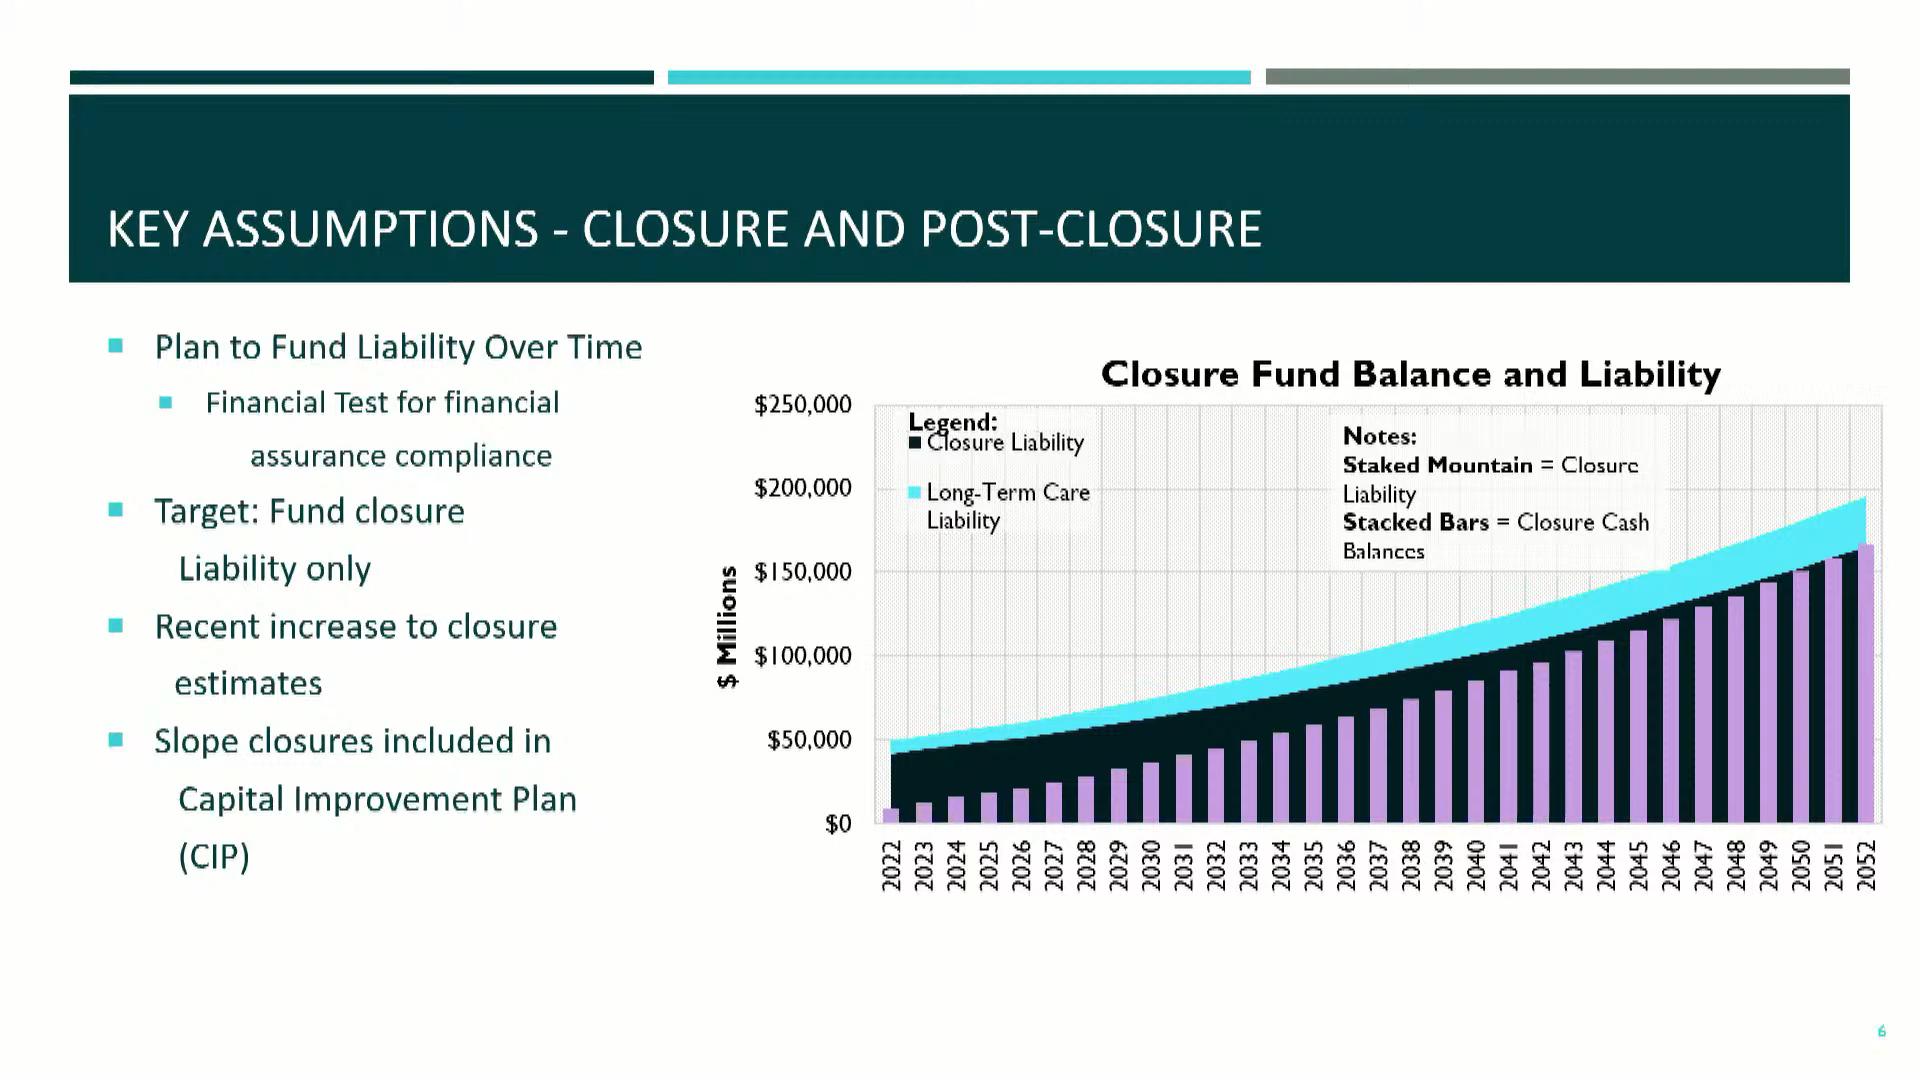 KEY ASSUMPTIONS - CLOSURE AND POST-CLOSURE
Plan to Fund Liability Over Time
Financial Test for financial
assurance compliance
Target: Fund closure
Liability only
Recent increase to closure
estimates
Slope closures included in
Capital Improvement Plan
(CIP)
Closure Fund Balance and Liability
$ Millions
$250,000
$200,000
$150,000
$100,000
$50,000
$0
Legend:
Closure Liability
Long-Term Care
Liability
Notes:
Staked Mountain = Closure
Liability
Stacked Bars = Closure Cash
Balances
2022
2023
2024
2025
2026
2027
2028
2029
2030
2031
2032
2033
2034
2035
2036
2037
2038
2039
2040
2041
2042
2043
2044
2045
2046
2047
2048
2049
2050
2051
2052
6